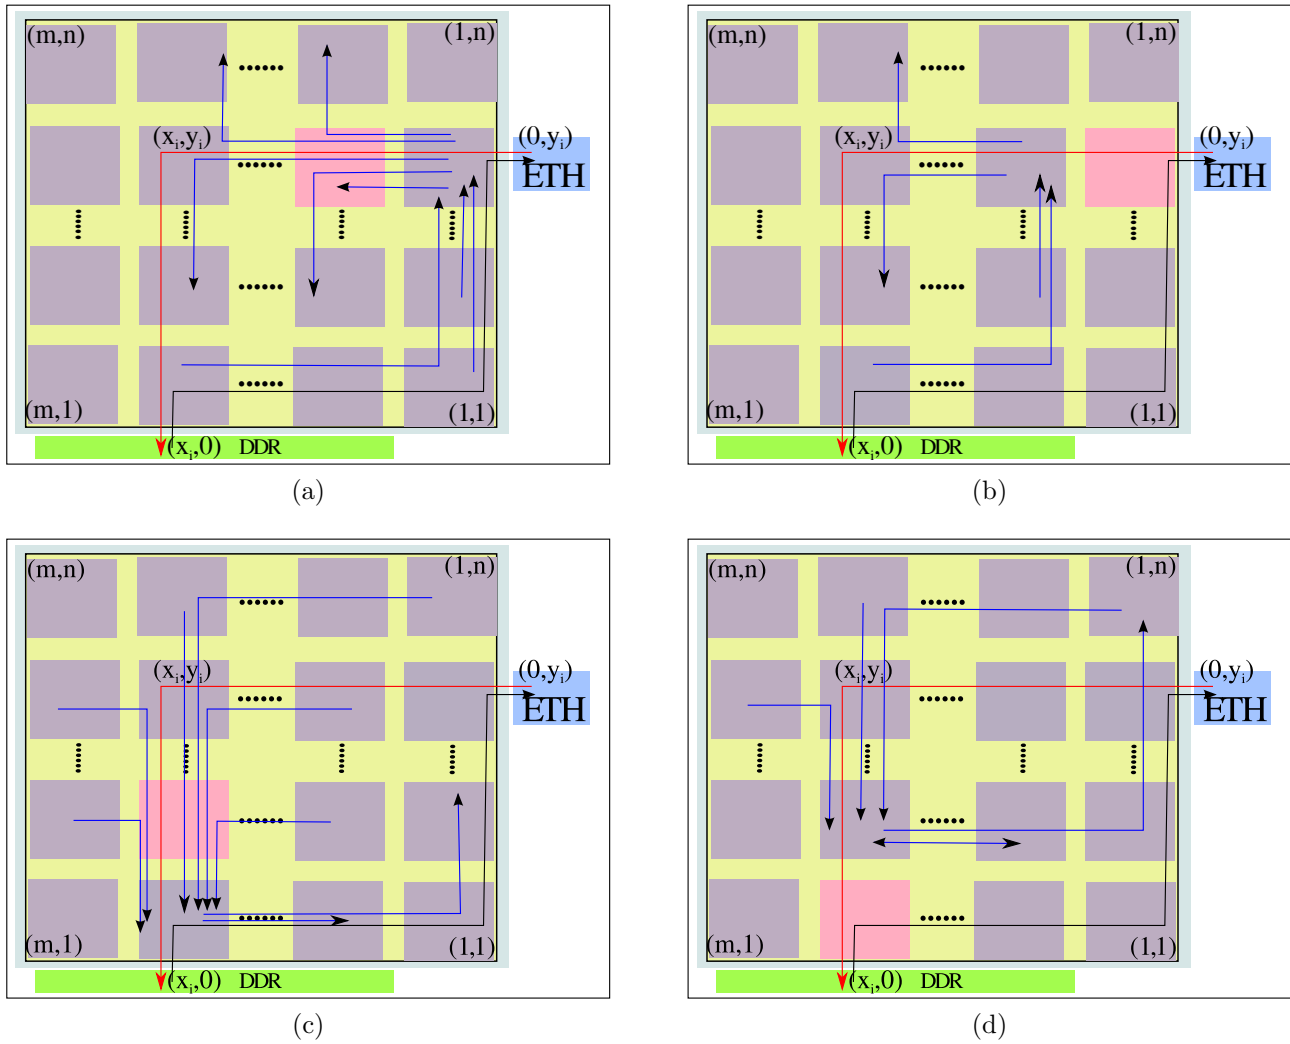 (m,n) (1,n)
(xᵢ,yᵢ) (0,yᵢ)
ETH
(m,1) (1,1)
(xᵢ,0) DDR
(a)
(m,n) (1,n)
(xᵢ,yᵢ) (0,yᵢ)
ETH
(m,1) (1,1)
(xᵢ,0) DDR
(b)
(m,n) (1,n)
(xᵢ,yᵢ) (0,yᵢ)
ETH
(m,1) (1,1)
(xᵢ,0) DDR
(c)
(m,n) (1,n)
(xᵢ,yᵢ) (0,yᵢ)
ETH
(m,1) (1,1)
(xᵢ,0) DDR
(d)